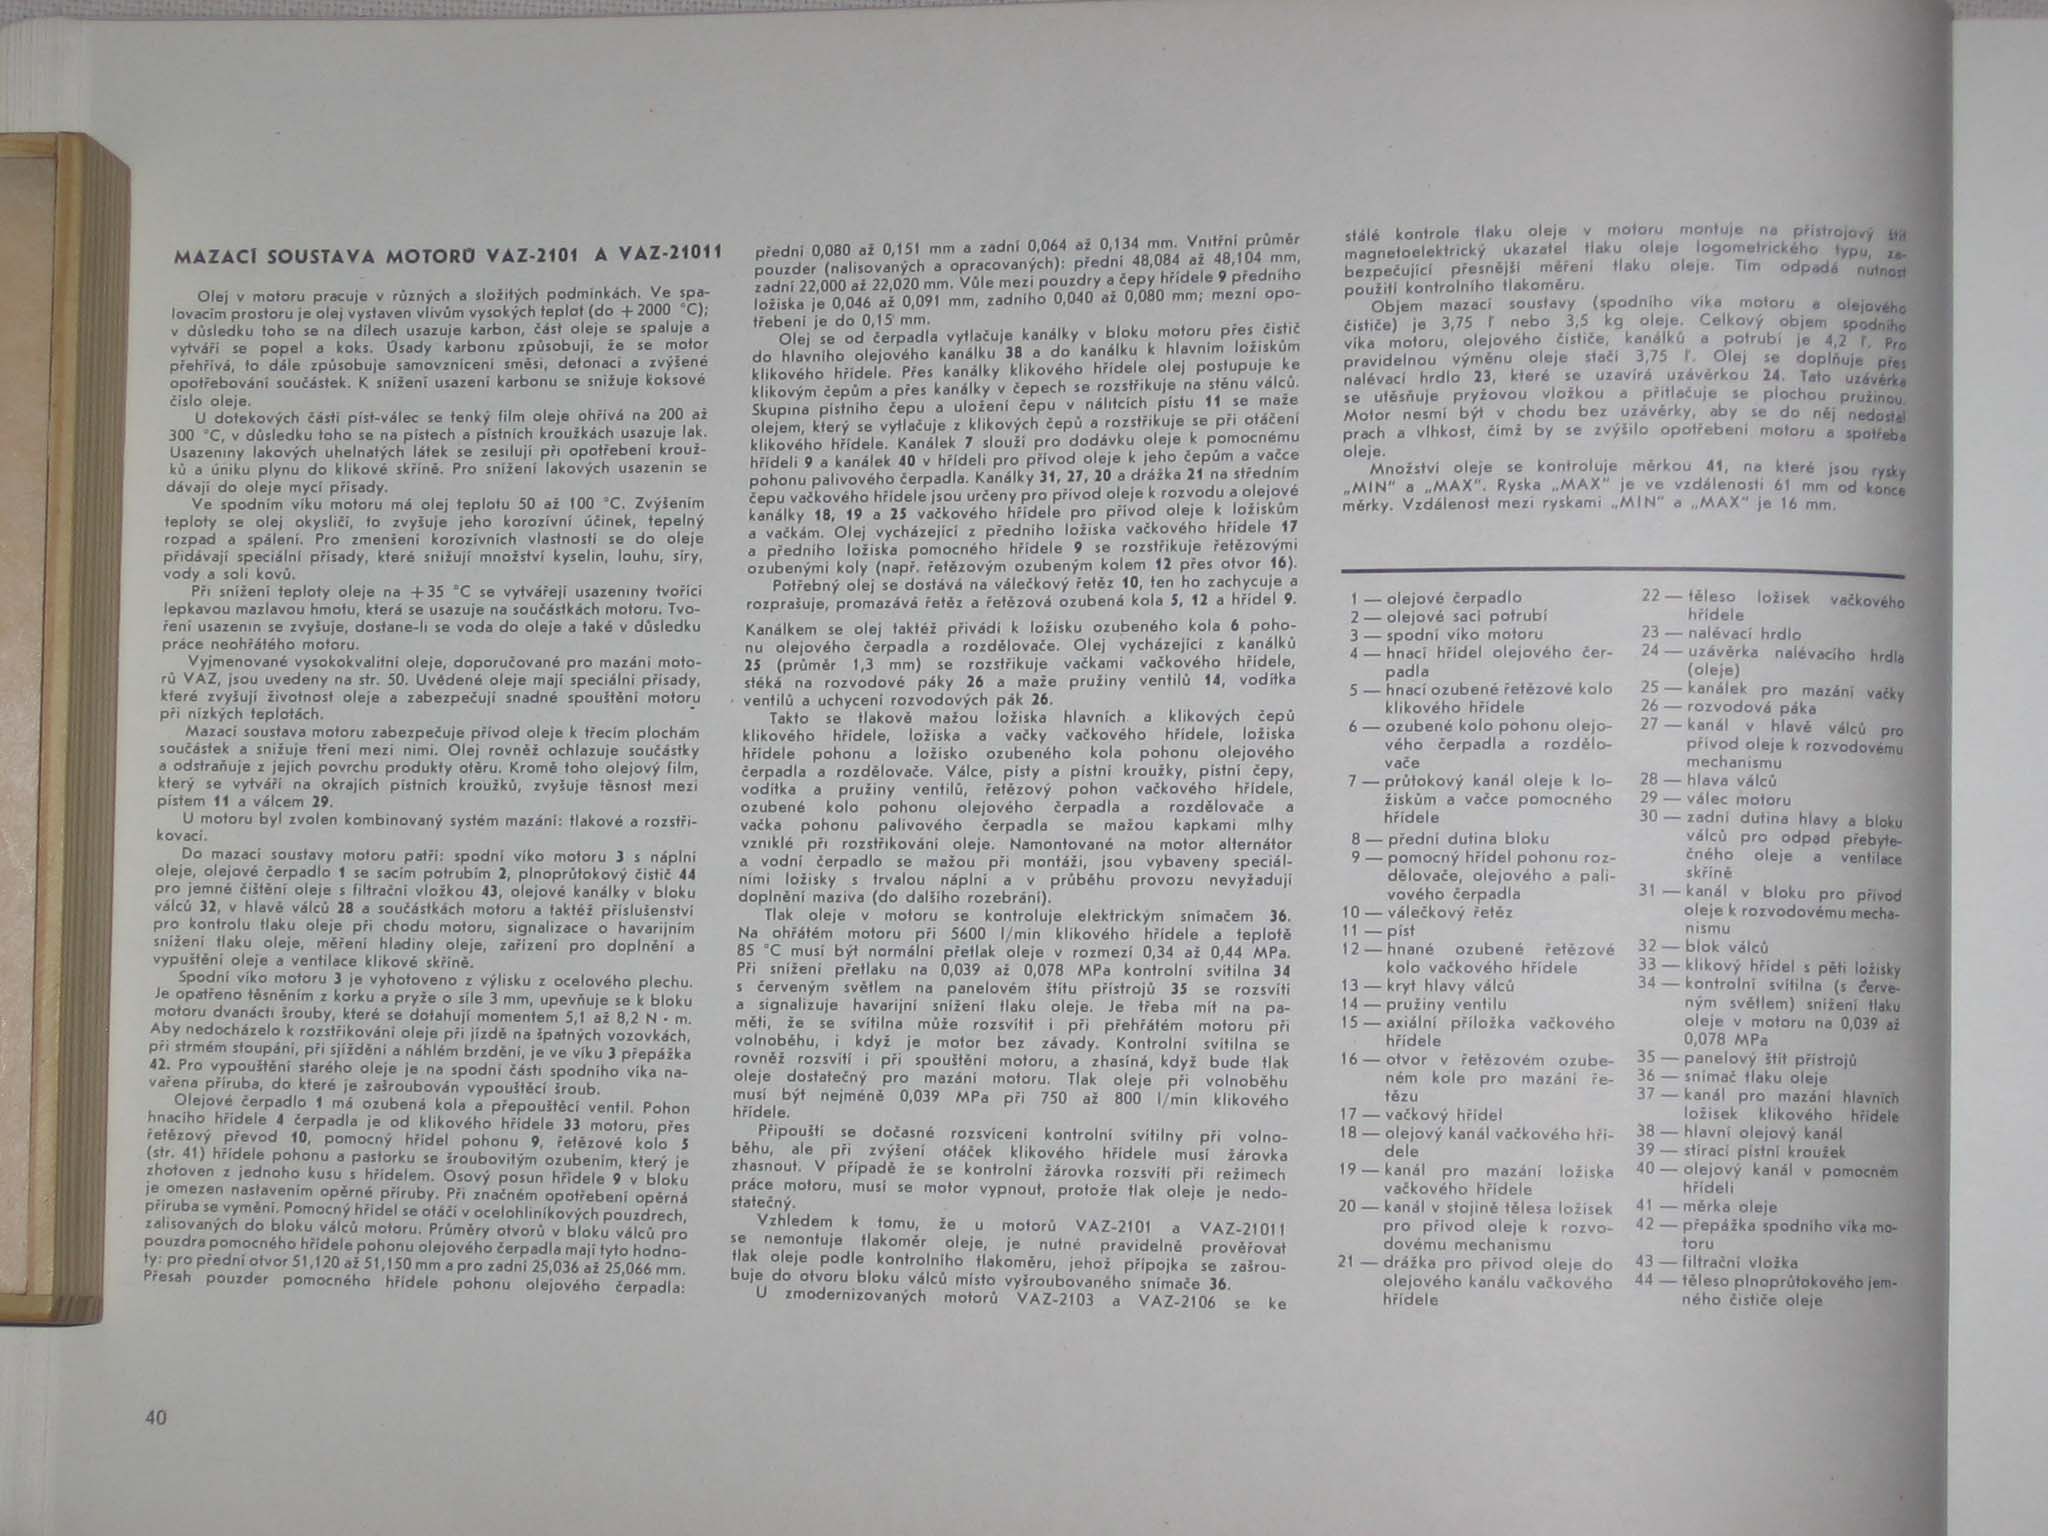 MAZACÍ SOUSTAVA MOTORŮ VAZ-2101 A VAZ-21011
Olej v motoru pracuje v různých a složitých podmínkách. Ve spa-
lovacím prostoru je olej vystaven vlivům vysokých teplot (do +2000 °C);
v důsledku toho se na dílech usazuje karbon, část oleje se spaluje a
vytváří se popel a koks. Úsady karbonu způsobují, že se motor
přehřívá, to dále způsobuje samovznícení směsi, detonaci a zvýšené
opotřebování součástek. K snížení usazení karbonu se snižuje koksové
číslo oleje.
U dotekových částí píst-válec se tenký film oleje ohřívá na 200 až
300 °C, v důsledku toho se na pístech a pístních kroužkách usazuje lak.
Usazeniny lakových uhelnatých látek se zesilují při opotřebení krouž-
ků a úniku plynu do klikové skříně. Pro snížení lakových usazenin se
dávají do oleje mycí přísady.
Ve spodním víku motoru má olej teplotu 50 až 100 °C. Zvýšením
teploty se olej okysličí, to zvyšuje jeho korozívní účinek, tepelný
rozpad a spálení. Pro zmenšení korozívních vlastností se do oleje
přidávají speciální přísady, které snižují množství kyselin, louhu, síry,
vody a solí kovů.
Při snížení teploty oleje na +35 °C se vytvářejí usazeniny tvořící
lepkavou mazlavou hmotu, která se usazuje na součástkách motoru. Tvo-
ření usazenin se zvyšuje, dostane-li se voda do oleje a také v důsledku
práce neohřátého motoru.
Vyjmenované vysokokvalitní oleje, doporučované pro mazání moto-
rů VAZ, jsou uvedeny na str. 50. Uvědené oleje mají speciální přísady,
které zvyšují životnost oleje a zabezpečují snadné spouštění motoru
při nízkých teplotách.
Mazací soustava motoru zabezpečuje přívod oleje k třecím plochám
součástek a snižuje tření mezi nimi. Olej rovněž ochlazuje součástky
a odstraňuje z jejich povrchu produkty otěru. Kromě toho olejový film,
který se vytváří na okrajích pístních kroužků, zvyšuje těsnost mezi
pístem 11 a válcem 29.
U motoru byl zvolen kombinovaný systém mazání: tlakové a rozstři-
kovací.
Do mazací soustavy motoru patří: spodní víko motoru 3 s náplní
oleje, olejové čerpadlo 1 se sacím potrubím 2, plnoprůtokový čistič 44
pro jemné čištění oleje s filtrační vložkou 43, olejové kanálky v bloku
válců 32, v hlavě válců 28 a součástkách motoru a taktéž příslušenství
pro kontrolu tlaku oleje při chodu motoru, signalizace o havarijním
snížení tlaku oleje, měření hladiny oleje, zařízení pro doplnění a
vypuštění oleje a ventilace klikové skříně.
Spodní víko motoru 3 je vyhotoveno z výlisku z ocelového plechu.
Je opatřeno těsněním z korku a pryže o síle 3 mm, upevňuje se k bloku
motoru dvanácti šrouby, které se dotahují momentem 5,1 až 8,2 N · m.
Aby nedocházelo k rozstřikování oleje při jízdě na špatných vozovkách,
při strmém stoupání, při sjíždění a náhlém brzdění, je ve víku 3 přepážka
42. Pro vypouštění starého oleje je na spodní části spodního víka na-
vařena příruba, do které je zašroubován vypouštěcí šroub.
Olejové čerpadlo 1 má ozubená kola a přepouštěcí ventil. Pohon
hnacího hřídele 4 čerpadla je od klikového hřídele 33 motoru, přes
řetězový převod 10, pomocný hřídel pohonu 9, řetězové kolo 5
(str. 41) hřídele pohonu a pastorku se šroubovitým ozubením, který je
zhotoven z jednoho kusu s hřídelem. Osový posun hřídele 9 v bloku
je omezen nastavením opěrné příruby. Při značném opotřebení opěrná
příruba se vymění. Pomocný hřídel se otáčí v ocelohliníkových pouzdrech,
zalisovaných do bloku válců motoru. Průměry otvorů v bloku válců pro
pouzdra pomocného hřídele pohonu olejového čerpadla mají tyto hodno-
ty: pro přední otvor 51,120 až 51,150 mm a pro zadní 25,036 až 25,066 mm.
Přesah pouzder pomocného hřídele pohonu olejového čerpadla:
40
přední 0,080 až 0,151 mm a zadní 0,064 až 0,134 mm. Vnitřní průměr
pouzder (nalisovaných a opracovaných): přední 48,084 až 48,104 mm,
zadní 22,000 až 22,020 mm. Vůle mezi pouzdry a čepy hřídele 9 předního
ložiska je 0,046 až 0,091 mm, zadního 0,040 až 0,080 mm; mezní opo-
třebení je do 0,15 mm.
Olej se od čerpadla vytlačuje kanálky v bloku motoru přes čistič
do hlavního olejového kanálku 38 a do kanálku k hlavním ložiskům
klikového hřídele. Přes kanálky klikového hřídele olej postupuje ke
klikovým čepům a přes kanálky v čepech se rozstřikuje na stěnu válců.
Skupina pístního čepu a uložení čepu v nálitcích pístu 11 se maže
olejem, který se vytlačuje z klikových čepů a rozstřikuje se při otáčení
klikového hřídele. Kanálek 7 slouží pro dodávku oleje k pomocnému
hřídeli 9 a kanálek 40 v hřídeli pro přívod oleje k jeho čepům a vačce
pohonu palivového čerpadla. Kanálky 31, 27, 20 a drážka 21 na středním
čepu vačkového hřídele jsou určeny pro přívod oleje k rozvodu a olejové
kanálky 18, 19 a 25 vačkového hřídele pro přívod oleje k ložiskům
a vačkám. Olej vycházející z předního ložiska vačkového hřídele 17
a předního ložiska pomocného hřídele 9 se rozstřikuje řetězovými
ozubenými koly (např. řetězovým ozubeným kolem 12 přes otvor 16).
Potřebný olej se dostává na válečkový řetěz 10, ten ho zachycuje a
rozprašuje, promazává řetěz a řetězová ozubená kola 5, 12 a hřídel 9.
Kanálkem se olej taktéž přivádí k ložisku ozubeného kola 6 poho-
nu olejového čerpadla a rozdělovače. Olej vycházející z kanálků
25 (průměr 1,3 mm) se rozstřikuje vačkami vačkového hřídele,
stéká na rozvodové páky 26 a maže pružiny ventilů 14, vodítka
ventilů a uchycení rozvodových pák 26.
Takto se tlakově mažou ložiska hlavních a klikových čepů
klikového hřídele, ložiska a vačky vačkového hřídele, ložiska
hřídele pohonu a ložisko ozubeného kola pohonu olejového
čerpadla a rozdělovače. Válce, písty a pístní kroužky, pístní čepy,
vodítka a pružiny ventilů, řetězový pohon vačkového hřídele,
ozubené kolo pohonu olejového čerpadla a rozdělovače a
vačka pohonu palivového čerpadla se mažou kapkami mlhy
vzniklé při rozstřikování oleje. Namontované na motor alternátor
a vodní čerpadlo se mažou při montáži, jsou vybaveny speciál-
ními ložisky s trvalou náplní a v průběhu provozu nevyžadují
doplnění maziva (do dalšího rozebrání).
Tlak oleje v motoru se kontroluje elektrickým snímačem 36.
Na ohřátém motoru při 5600 l/min klikového hřídele a teplotě
85 °C musí být normální přetlak oleje v rozmezí 0,34 až 0,44 MPa.
Při snížení přetlaku na 0,039 až 0,078 MPa kontrolní svítilna 34
s červeným světlem na panelovém štítu přístrojů 35 se rozsvítí
a signalizuje havarijní snížení tlaku oleje. Je třeba mít na pa-
měti, že se svítilna může rozsvítit i při přehřátém motoru při
volnoběhu, i když je motor bez závady. Kontrolní svítilna se
rovněž rozsvítí i při spouštění motoru, a zhasíná, když bude tlak
oleje dostatečný pro mazání motoru. Tlak oleje při volnoběhu
musí být nejméně 0,039 MPa při 750 až 800 l/min klikového
hřídele.
Připouští se dočasné rozsvícení kontrolní svítilny při volno-
běhu, ale při zvýšení otáček klikového hřídele musí žárovka
zhasnout. V případě že se kontrolní žárovka rozsvítí při režimech
práce motoru, musí se motor vypnout, protože tlak oleje je nedo-
statečný.
Vzhledem k tomu, že u motorů VAZ-2101 a VAZ-21011
se nemontuje tlakoměr oleje, je nutné pravidelně prověřovat
tlak oleje podle kontrolního tlakoměru, jehož přípojka se zašrou-
buje do otvoru bloku válců místo vyšroubovaného snímače 36.
U zmodernizovaných motorů VAZ-2103 a VAZ-2106 se ke
stálé kontrole tlaku oleje v motoru montuje na přístrojový štít
magnetoelektrický ukazatel tlaku oleje logometrického typu, za-
bezpečující přesnější měření tlaku oleje. Tím odpadá nutnost
použití kontrolního tlakoměru.
Objem mazací soustavy (spodního víka motoru a olejového
čističe) je 3,75 l nebo 3,5 kg oleje. Celkový objem spodního
víka motoru, olejového čističe, kanálků a potrubí je 4,2 l. Pro
pravidelnou výměnu oleje stačí 3,75 l. Olej se doplňuje přes
nalévací hrdlo 23, které se uzavírá uzávěrkou 24. Tato uzávěrka
se utěsňuje pryžovou vložkou a přitlačuje se plochou pružinou.
Motor nesmí být v chodu bez uzávěrky, aby se do něj nedostal
prach a vlhkost, čímž by se zvýšilo opotřebení motoru a spotřeba
oleje.
Množství oleje se kontroluje měrkou 41, na které jsou rysky
„MIN" a „MAX". Ryska „MAX" je ve vzdálenosti 61 mm od konce
měrky. Vzdálenost mezi ryskami „MIN" a „MAX" je 16 mm.
1 — olejové čerpadlo
2 — olejové sací potrubí
3 — spodní víko motoru
4 — hnací hřídel olejového čer-
padla
5 — hnací ozubené řetězové kolo
klikového hřídele
6 — ozubené kolo pohonu olejo-
vého čerpadla a rozdělo-
vače
7 — průtokový kanál oleje k lo-
žiskům a vačce pomocného
hřídele
8 — přední dutina bloku
9 — pomocný hřídel pohonu roz-
dělovače, olejového a pali-
vového čerpadla
10 — válečkový řetěz
11 — píst
12 — hnané ozubené řetězové
kolo vačkového hřídele
13 — kryt hlavy válců
14 — pružiny ventilu
15 — axiální příložka vačkového
hřídele
16 — otvor v řetězovém ozube-
ném kole pro mazání ře-
tězu
17 — vačkový hřídel
18 — olejový kanál vačkového hří-
dele
19 — kanál pro mazání ložiska
vačkového hřídele
20 — kanál v stojině tělesa ložisek
pro přívod oleje k rozvo-
dovému mechanismu
21 — drážka pro přívod oleje do
olejového kanálu vačkového
hřídele
22 — těleso ložisek vačkového
hřídele
23 — nalévací hrdlo
24 — uzávěrka nalévacího hrdla
(oleje)
25 — kanálek pro mazání vačky
26 — rozvodová páka
27 — kanál v hlavě válců pro
přívod oleje k rozvodovému
mechanismu
28 — hlava válců
29 — válec motoru
30 — zadní dutina hlavy a bloku
válců pro odpad přebyte-
čného oleje a ventilace
skříně
31 — kanál v bloku pro přívod
oleje k rozvodovému mecha-
nismu
32 — blok válců
33 — klikový hřídel s pěti ložisky
34 — kontrolní svítilna (s červe-
ným světlem) snížení tlaku
oleje v motoru na 0,039 až
0,078 MPa
35 — panelový štít přístrojů
36 — snímač tlaku oleje
37 — kanál pro mazání hlavních
ložisek klikového hřídele
38 — hlavní olejový kanál
39 — stírací pístní kroužek
40 — olejový kanál v pomocném
hřídeli
41 — měrka oleje
42 — přepážka spodního víka mo-
toru
43 — filtrační vložka
44 — těleso plnoprůtokového jem-
ného čističe oleje